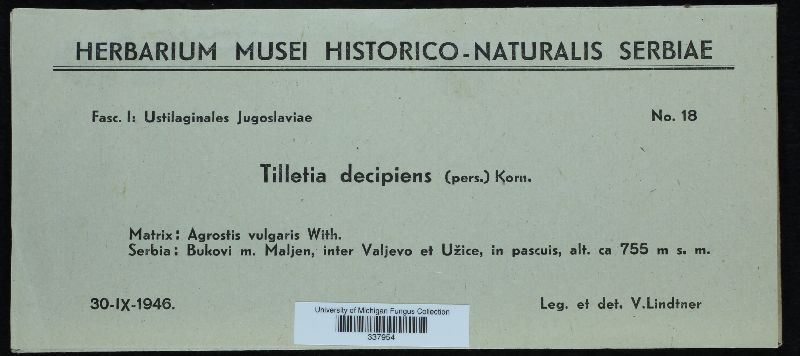 HERBARIUM MUSEI HISTORICO-NATURALIS SERBIAE
Fasc. I: Ustilaginales Jugoslaviae No. 18
Tilletia decipiens (pers.) Korn.
Matrix: Agrostis vulgaris With.
Serbia: Bukovi m. Maljen, inter Valjevo et Užice, in pascuis, alt. ca 755 m s. m.
30-IX-1946. Leg. et det. V.Lindtner
University of Michigan Fungus Collection
337954